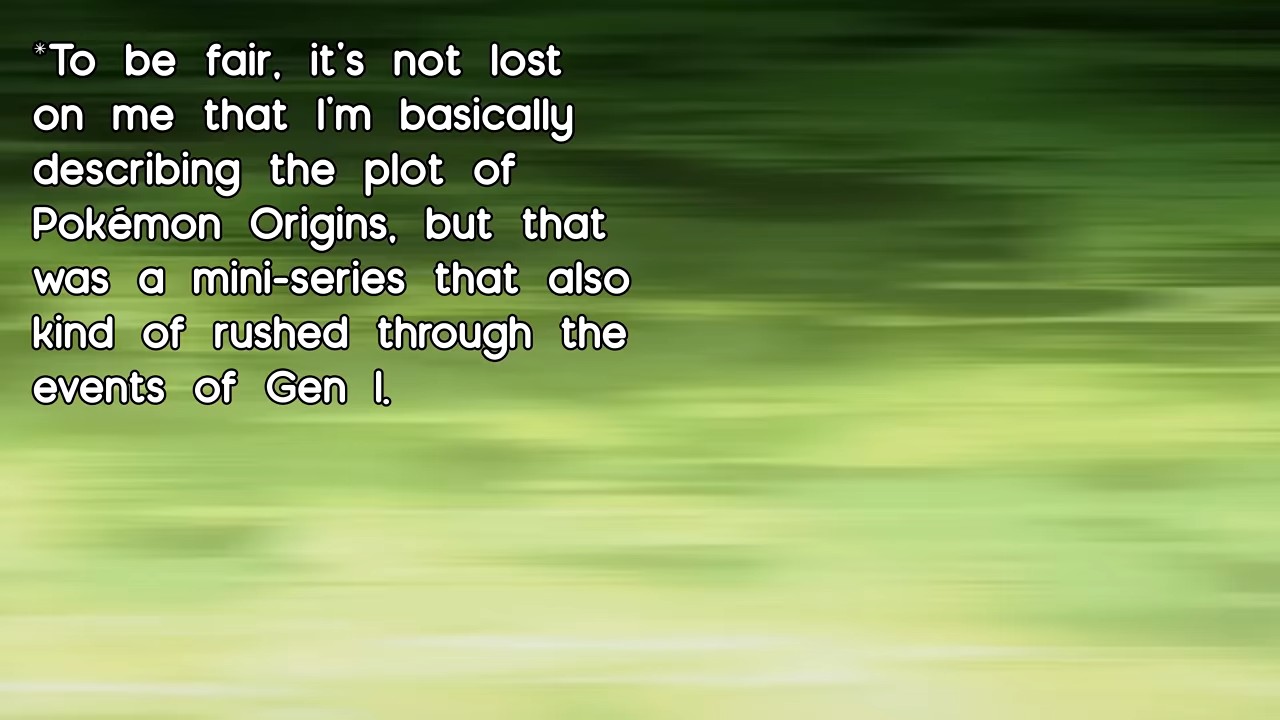 *To be fair, it's not lost
on me that I'm basically
describing the plot of
Pokémon Origins, but that
was a mini-series that also
kind of rushed through the
events of Gen I.